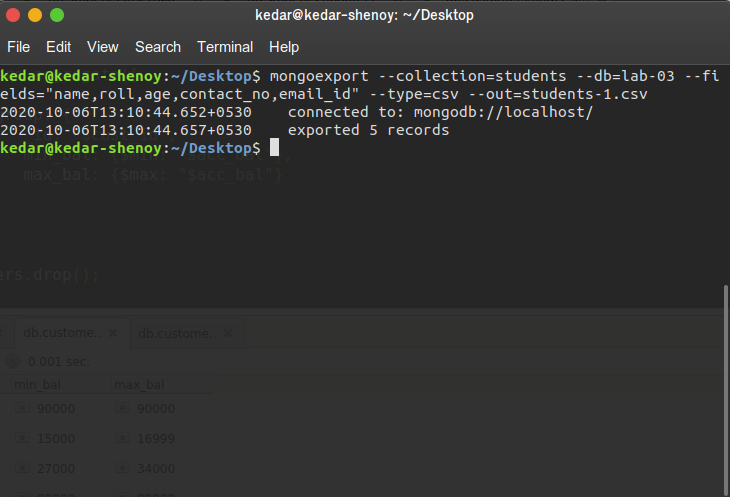 kedar@kedar-shenoy: ~/Desktop
File Edit View Search Terminal Help
kedar@kedar-shenoy:~/Desktop$ mongoexport --collection=students --db=lab-03 --fi
elds="name,roll,age,contact_no,email_id" --type=csv --out=students-1.csv
2020-10-06T13:10:44.652+0530    connected to: mongodb://localhost/
2020-10-06T13:10:44.657+0530    exported 5 records
kedar@kedar-shenoy:~/Desktop$
max_bal: {$max: "$acc_bal"}
ers.drop();
db.custome.. × db.custome.. ×
0.001 sec.
min_bal max_bal
90000 90000
15000 16999
27000 34000